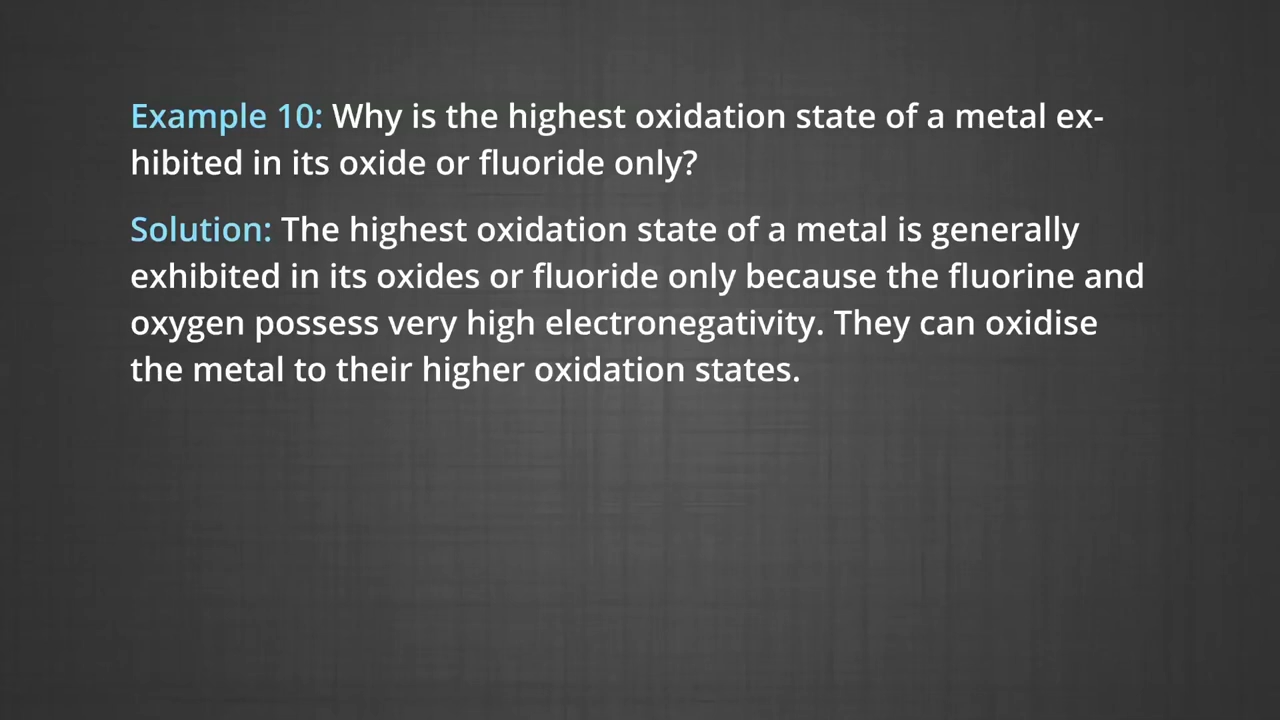 Example 10: Why is the highest oxidation state of a metal ex-
hibited in its oxide or fluoride only?
Solution: The highest oxidation state of a metal is generally
exhibited in its oxides or fluoride only because the fluorine and
oxygen possess very high electronegativity. They can oxidise
the metal to their higher oxidation states.